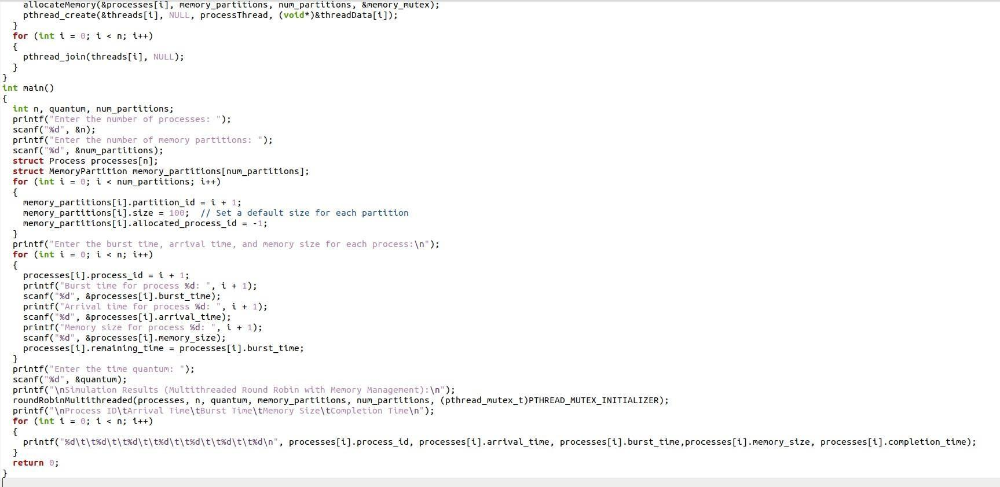 allocateMemory(&processes[i], memory_partitions, num_partitions, &memory_mutex);
    pthread_create(&threads[i], NULL, processThread, (void*)&threadData[i]);
  }
  for (int i = 0; i < n; i++)
  {
    pthread_join(threads[i], NULL);
  }
}
int main()
{
  int n, quantum, num_partitions;
  printf("Enter the number of processes: ");
  scanf("%d", &n);
  printf("Enter the number of memory partitions: ");
  scanf("%d", &num_partitions);
  struct Process processes[n];
  struct MemoryPartition memory_partitions[num_partitions];
  for (int i = 0; i < num_partitions; i++)
  {
    memory_partitions[i].partition_id = i + 1;
    memory_partitions[i].size = 100;  // Set a default size for each partition
    memory_partitions[i].allocated_process_id = -1;
  }
  printf("Enter the burst time, arrival time, and memory size for each process:\n");
  for (int i = 0; i < n; i++)
  {
    processes[i].process_id = i + 1;
    printf("Burst time for process %d: ", i + 1);
    scanf("%d", &processes[i].burst_time);
    printf("Arrival time for process %d: ", i + 1);
    scanf("%d", &processes[i].arrival_time);
    printf("Memory size for process %d: ", i + 1);
    scanf("%d", &processes[i].memory_size);
    processes[i].remaining_time = processes[i].burst_time;
  }
  printf("Enter the time quantum: ");
  scanf("%d", &quantum);
  printf("\nSimulation Results (Multithreaded Round Robin with Memory Management):\n");
  roundRobinMultithreaded(processes, n, quantum, memory_partitions, num_partitions, (pthread_mutex_t)PTHREAD_MUTEX_INITIALIZER);
  printf("\nProcess ID\tArrival Time\tBurst Time\tMemory Size\tCompletion Time\n");
  for (int i = 0; i < n; i++)
  {
    printf("%d\t\t%d\t\t%d\t\t%d\t\t%d\t\t%d\t\t%d\n", processes[i].process_id, processes[i].arrival_time, processes[i].burst_time,processes[i].memory_size, processes[i].completion_time);
  }
  return 0;
}